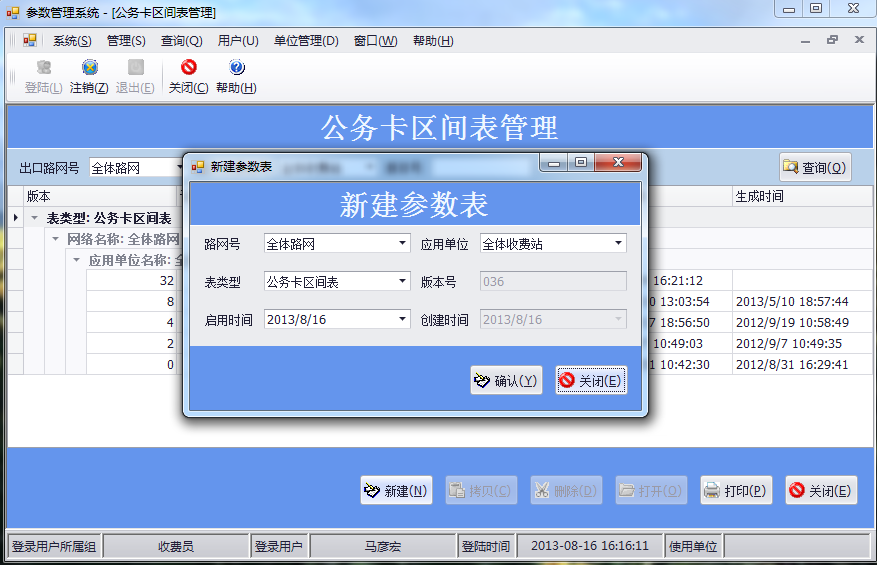 参数管理系统 - [公务卡区间表管理]
系统(S) 管理(S) 查询(Q) 用户(U) 单位管理(D) 窗口(W) 帮助(H)
登陆(L) 注销(Z) 退出(E) 关闭(C) 帮助(H)
公务卡区间表管理
出口路网号 全体路网 查询(Q)
版本 生成时间
表类型: 公务卡区间表
网络名称: 全体路网
应用单位名称:
32 16:21:12
8 13:03:54 2013/5/10 18:57:44
4 18:56:50 2012/9/19 10:58:49
2 10:49:03 2012/9/7 10:49:35
0 10:42:30 2012/8/31 16:29:41
新建参数表
新建参数表
路网号 全体路网 应用单位 全体收费站
表类型 公务卡区间表 版本号 036
启用时间 2013/8/16 创建时间 2013/8/16
确认(Y) 关闭(E)
新建(N) 拷贝(C) 删除(D) 打开(O) 打印(P) 关闭(E)
登录用户所属组 收费员 登录用户 马彦宏 登陆时间 2013-08-16 16:16:11 使用单位